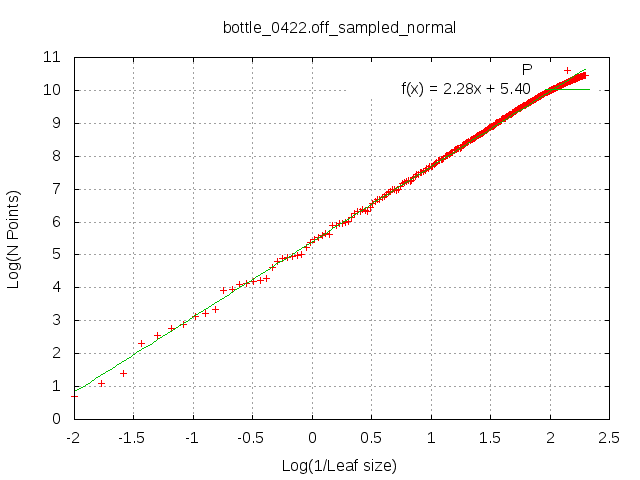 bottle_0422.off_sampled_normal
11
10
9
8
7
6
5
4
3
2
1
0
Log(N Points)
P
f(x) = 2.28x + 5.40
-2 -1.5 -1 -0.5 0 0.5 1 1.5 2 2.5
Log(1/Leaf size)